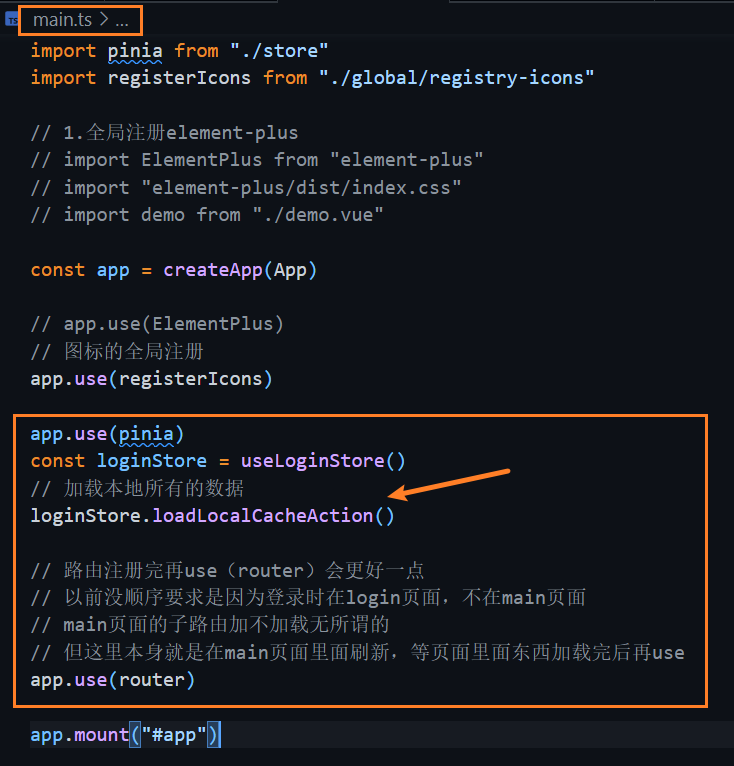 TS main.ts > ...
import pinia from "./store"
import registerIcons from "./global/registry-icons"
// 1.全局注册element-plus
// import ElementPlus from "element-plus"
// import "element-plus/dist/index.css"
// import demo from "./demo.vue"
const app = createApp(App)
// app.use(ElementPlus)
// 图标的全局注册
app.use(registerIcons)
app.use(pinia)
const loginStore = useLoginStore()
// 加载本地所有的数据
loginStore.loadLocalCacheAction()
// 路由注册完再use（router）会更好一点
// 以前没顺序要求是因为登录时在login页面，不在main页面
// main页面的子路由加不加载无所谓的
// 但这里本身就是在main页面里面刷新，等页面里面东西加载完后再use
app.use(router)
app.mount("#app")